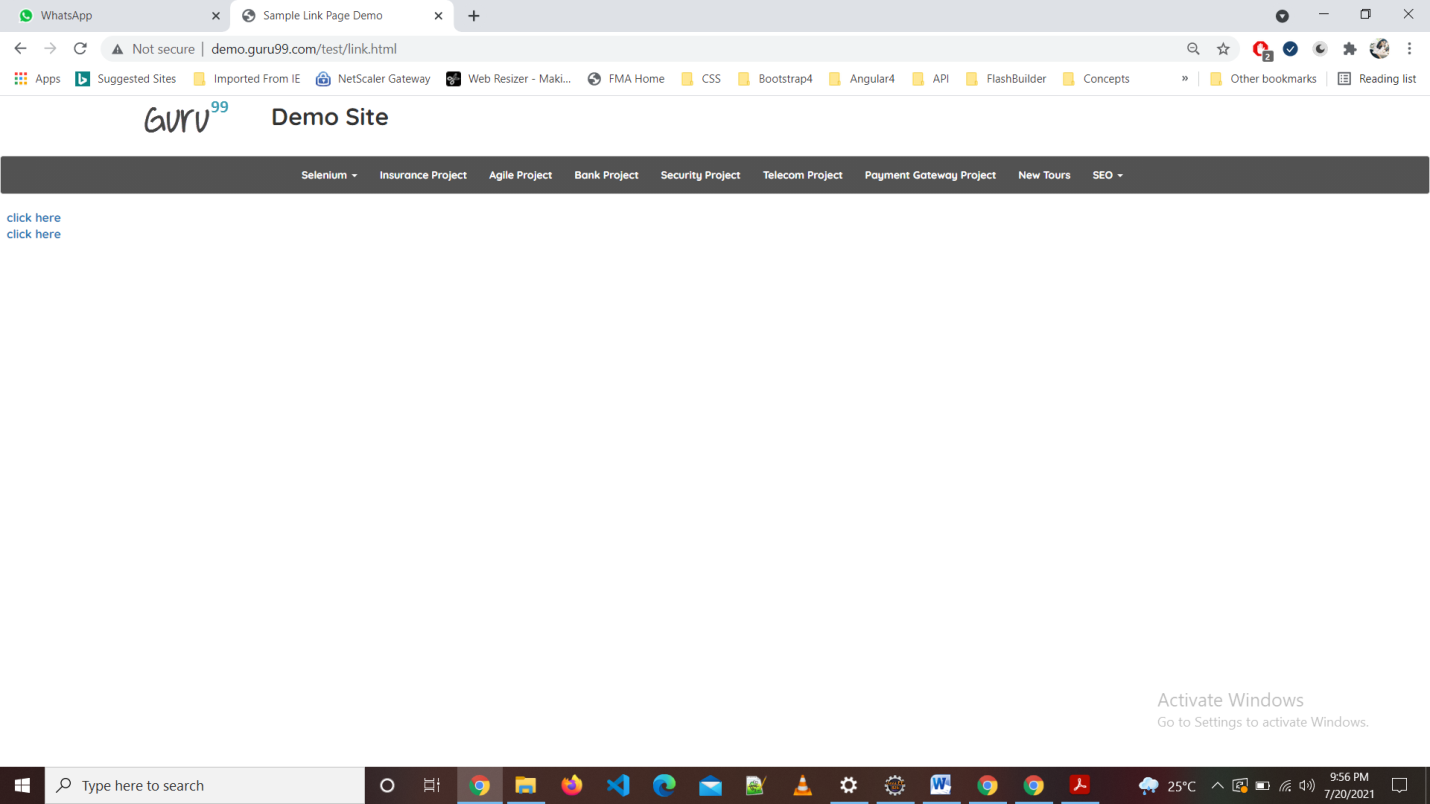 WhatsApp
Sample Link Page Demo
Not secure | demo.guru99.com/test/link.html
2
Apps Suggested Sites Imported From IE NetScaler Gateway Web Resizer - Maki... FMA Home CSS Bootstrap4 Angular4 API FlashBuilder Concepts » Other bookmarks Reading list
Guru99 Demo Site
Selenium Insurance Project Agile Project Bank Project Security Project Telecom Project Payment Gateway Project New Tours SEO
click here
click here
Activate Windows
Go to Settings to activate Windows.
Type here to search
25°C
9:56 PM
7/20/2021